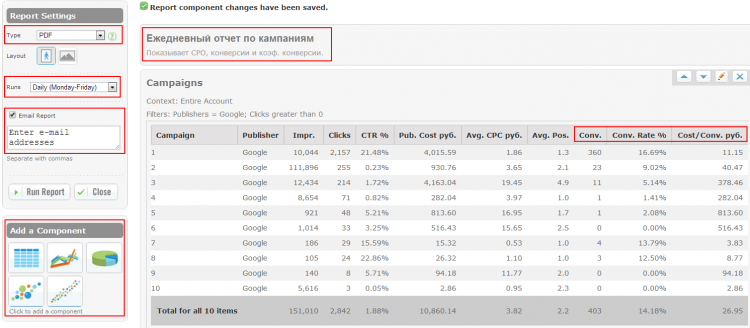 Report Settings
Type PDF ?
Layout
Runs Daily (Monday-Friday)
Email Report
Enter e-mail
addresses
Separate with commas
Run Report Close
Add a Component
Click to add a component
Report component changes have been saved.
Ежедневный отчет по кампаниям
Показывает CPO, конверсии и коэф. конверсии.
Campaigns
Context: Entire Account
Filters: Publishers = Google; Clicks greater than 0
Campaign Publisher Impr. Clicks CTR % Pub. Cost руб. Avg. CPC руб. Avg. Pos. Conv. Conv. Rate % Cost/Conv. руб.
1 Google 10,044 2,157 21.48% 4,015.59 1.86 1.3 360 16.69% 11.15
2 Google 111,896 255 0.23% 930.76 3.65 2.1 23 9.02% 40.47
3 Google 12,434 214 1.72% 4,163.04 19.45 4.9 11 5.14% 378.46
4 Google 8,654 71 0.82% 282.04 3.97 1.0 1 1.41% 282.04
5 Google 921 48 5.21% 813.60 16.95 1.7 1 2.08% 813.60
6 Google 1,014 33 3.25% 516.43 15.65 2.5 0 0.00% 516.43
7 Google 186 29 15.59% 15.32 0.53 1.0 4 13.79% 3.83
8 Google 105 24 22.86% 26.32 1.10 1.0 3 12.50% 8.77
9 Google 140 8 5.71% 94.18 11.77 2.0 0 0.00% 94.18
10 Google 5,616 3 0.05% 2.86 0.95 2.3 0 0.00% 2.86
Total for all 10 items 151,010 2,842 1.88% 10,860.14 3.82 2.2 403 14.18% 26.95